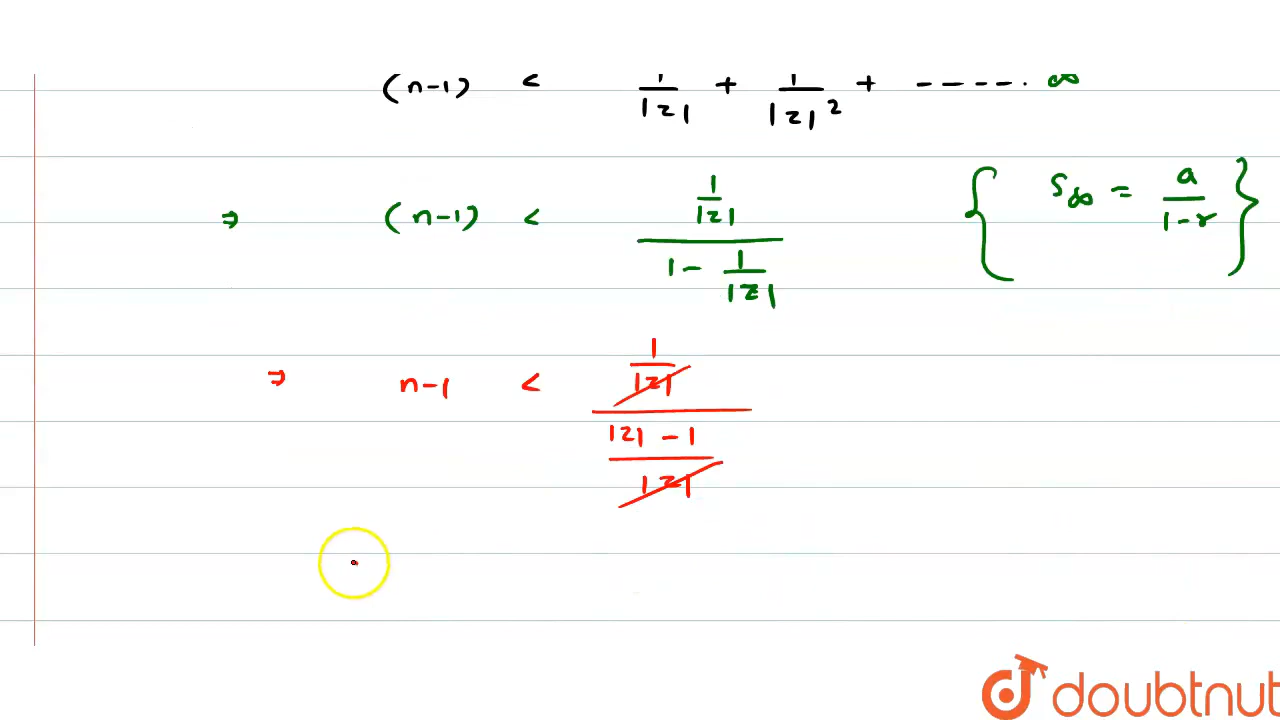 (n-1) < 1/|z| + 1/|z|² + ----- . ∞
⇒ (n-1) < (1/|z|)/(1 - 1/|z|) { S∞ = a/(1-r) }
⇒ n-1 < (1/|z|)/((|z| - 1)/|z|)
doubtnut